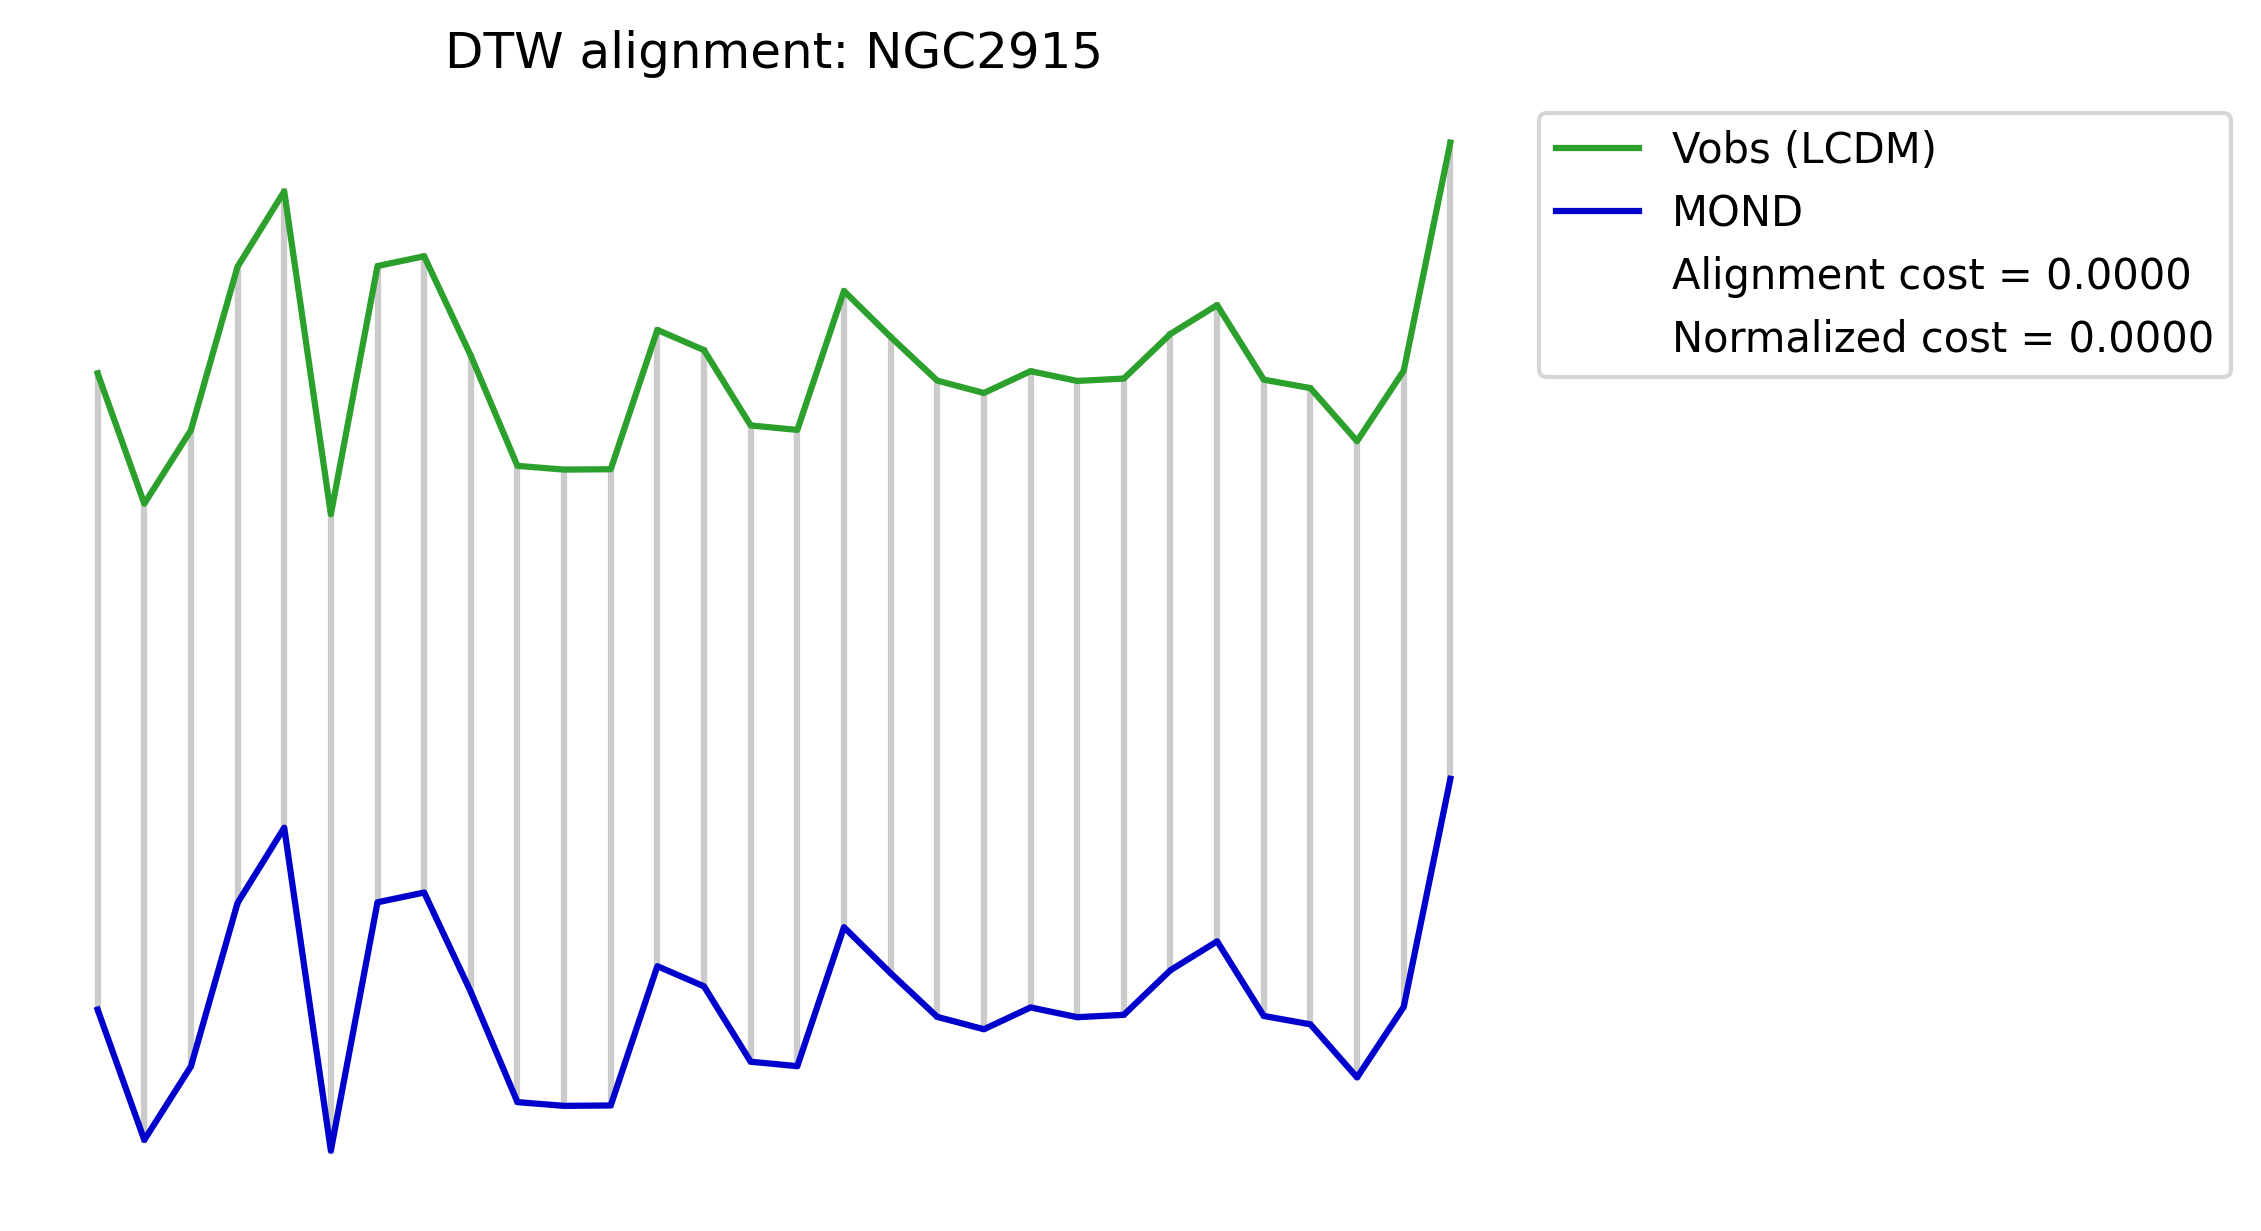 DTW alignment: NGC2915
Vobs (LCDM)
MOND
Alignment cost = 0.0000
Normalized cost = 0.0000